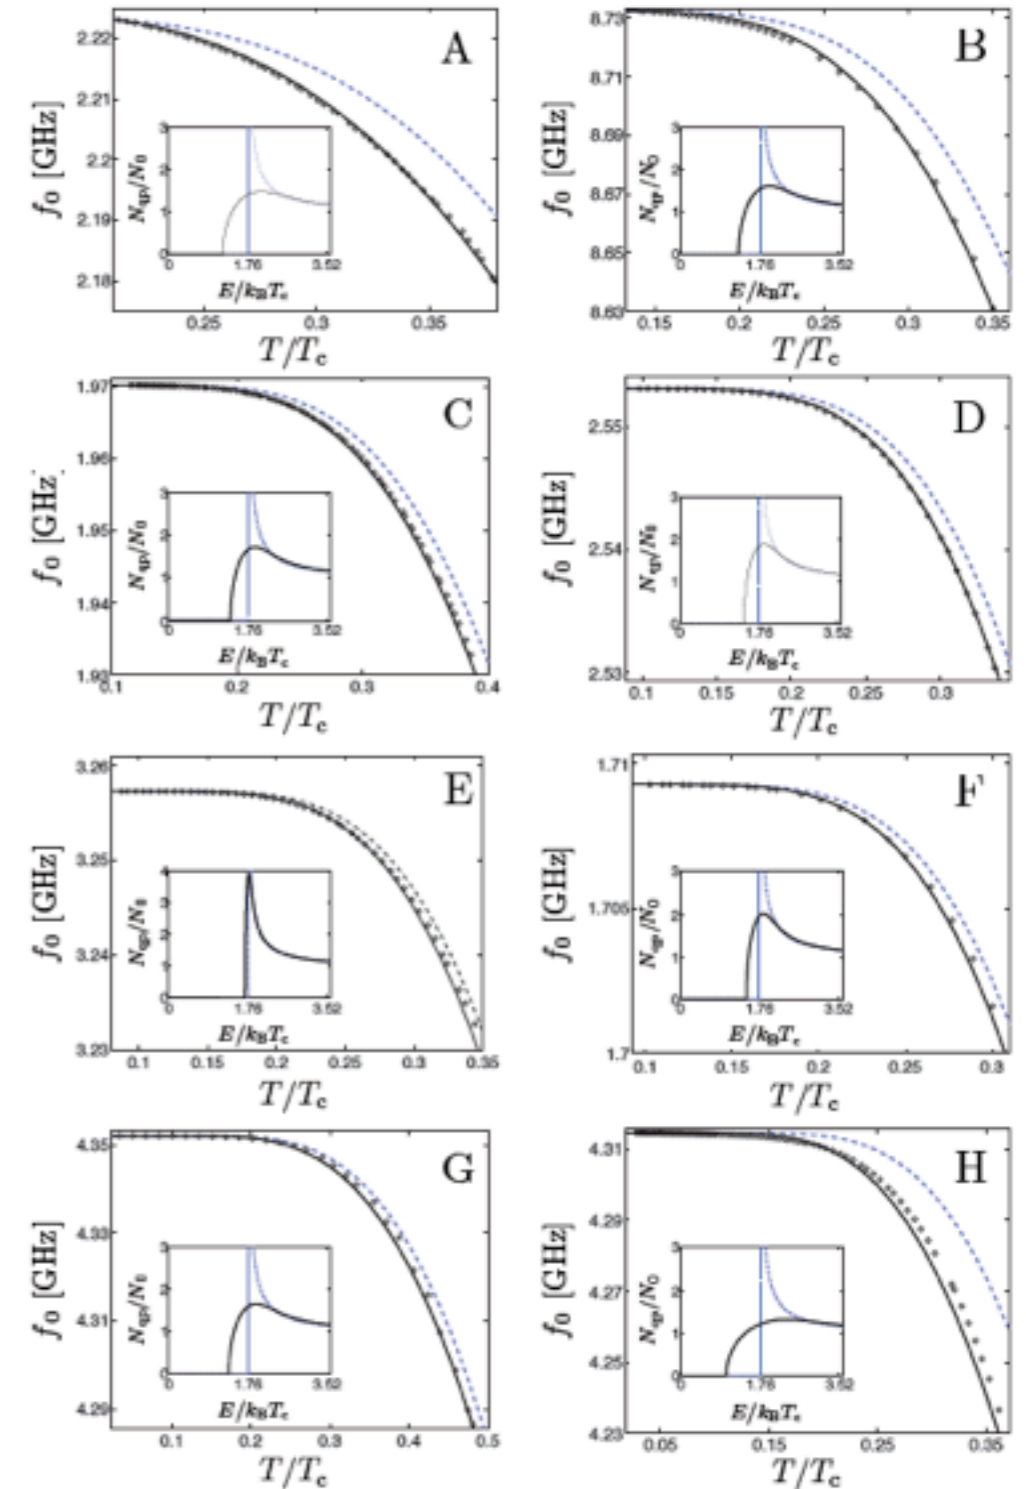 A
f₀ [GHz]
2.22
2.21
2.2
2.19
2.18
0.25 0.3 0.35
T/Tc
Nqp/N0
3
2
1
0
0 1.76 3.52
E/kBTc
B
f₀ [GHz]
8.73
8.71
8.69
8.67
8.65
8.63
0.15 0.2 0.25 0.3 0.35
T/Tc
Nqp/N0
3
2
1
0
0 1.76 3.52
E/kBTc
C
f₀ [GHz]
1.97
1.96
1.95
1.94
1.93
0.1 0.2 0.3 0.4
T/Tc
Nqp/N0
3
2
1
0
0 1.76 3.52
E/kBTc
D
f₀ [GHz]
2.55
2.54
2.53
0.1 0.15 0.2 0.25 0.3
T/Tc
Nqp/N0
3
2
1
0
0 1.76 3.52
E/kBTc
E
f₀ [GHz]
3.26
3.25
3.24
3.23
0.1 0.15 0.2 0.25 0.3 0.35
T/Tc
Nqp/N0
4
3
2
1
0
0 1.76 3.52
E/kBTc
F
f₀ [GHz]
1.71
1.705
1.7
0.1 0.15 0.2 0.25 0.3
T/Tc
Nqp/N0
3
2
1
0
0 1.76 3.52
E/kBTc
G
f₀ [GHz]
4.35
4.33
4.31
4.29
0.1 0.2 0.3 0.4 0.5
T/Tc
Nqp/N0
3
2
1
0
0 1.76 3.52
E/kBTc
H
f₀ [GHz]
4.31
4.29
4.27
4.25
4.23
0.05 0.15 0.25 0.35
T/Tc
Nqp/N0
3
2
1
0
0 1.76 3.52
E/kBTc